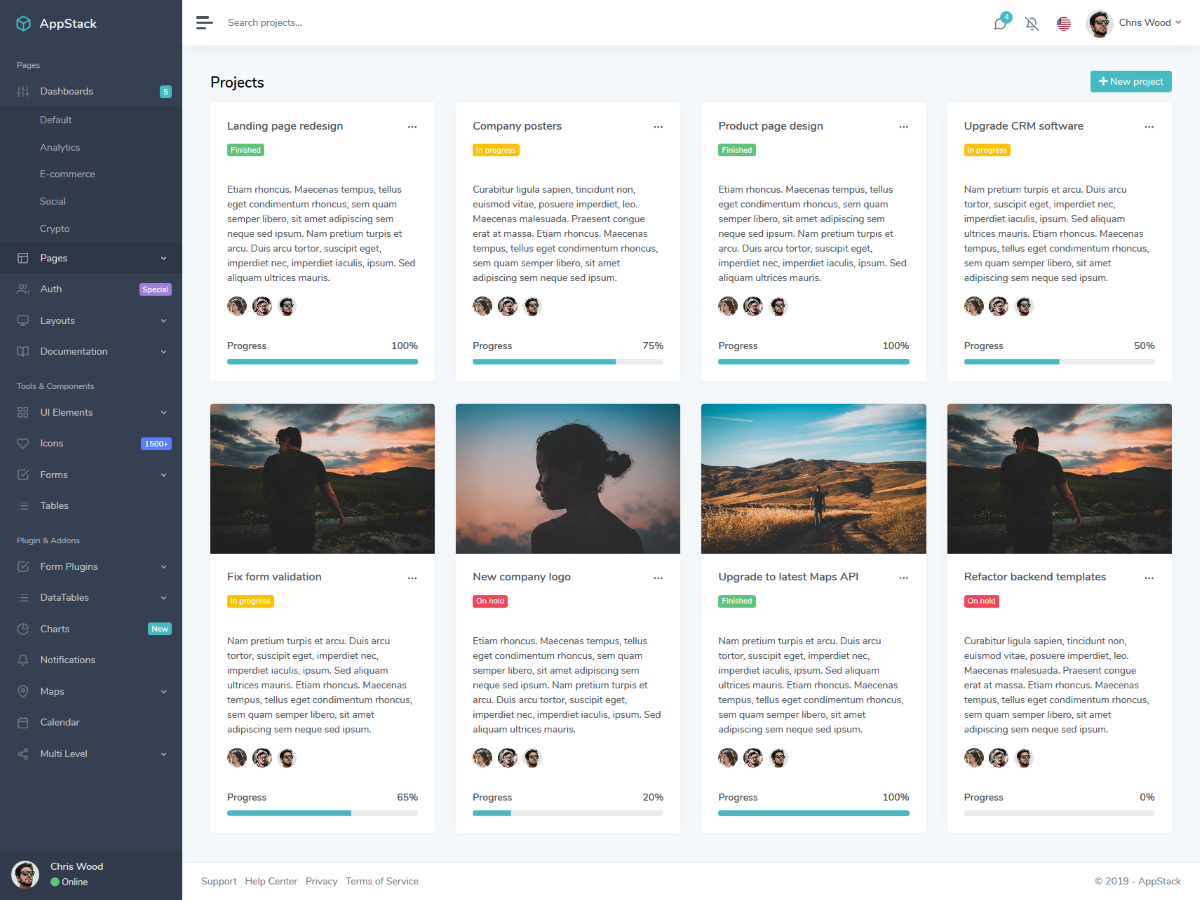 AppStack
Search projects...
4
Chris Wood
Pages
Dashboards
5
Default
Analytics
E-commerce
Social
Crypto
Pages
Auth
Special
Layouts
Documentation
Tools & Components
UI Elements
Icons
1500+
Forms
Tables
Plugin & Addons
Form Plugins
DataTables
Charts
New
Notifications
Maps
Calendar
Multi Level
Chris Wood
Online
Projects
New project
Landing page redesign
...
Finished
Etiam rhoncus. Maecenas tempus, tellus
eget condimentum rhoncus, sem quam
semper libero, sit amet adipiscing sem
neque sed ipsum. Nam pretium turpis et
arcu. Duis arcu tortor, suscipit eget,
imperdiet nec, imperdiet iaculis, ipsum. Sed
aliquam ultrices mauris.
Progress
100%
Company posters
...
In progress
Curabitur ligula sapien, tincidunt non,
euismod vitae, posuere imperdiet, leo.
Maecenas malesuada. Praesent congue
erat at massa. Etiam rhoncus. Maecenas
tempus, tellus eget condimentum rhoncus,
sem quam semper libero, sit amet
adipiscing sem neque sed ipsum.
Progress
75%
Product page design
...
Finished
Etiam rhoncus. Maecenas tempus, tellus
eget condimentum rhoncus, sem quam
semper libero, sit amet adipiscing sem
neque sed ipsum. Nam pretium turpis et
arcu. Duis arcu tortor, suscipit eget,
imperdiet nec, imperdiet iaculis, ipsum. Sed
aliquam ultrices mauris.
Progress
100%
Upgrade CRM software
...
In progress
Nam pretium turpis et arcu. Duis arcu
tortor, suscipit eget, imperdiet nec,
imperdiet iaculis, ipsum. Sed aliquam
ultrices mauris. Etiam rhoncus. Maecenas
tempus, tellus eget condimentum rhoncus,
sem quam semper libero, sit amet
adipiscing sem neque sed ipsum.
Progress
50%
Fix form validation
...
In progress
Nam pretium turpis et arcu. Duis arcu
tortor, suscipit eget, imperdiet nec,
imperdiet iaculis, ipsum. Sed aliquam
ultrices mauris. Etiam rhoncus. Maecenas
tempus, tellus eget condimentum rhoncus,
sem quam semper libero, sit amet
adipiscing sem neque sed ipsum.
Progress
65%
New company logo
...
On hold
Etiam rhoncus. Maecenas tempus, tellus
eget condimentum rhoncus, sem quam
semper libero, sit amet adipiscing sem
neque sed ipsum. Nam pretium turpis et
arcu. Duis arcu tortor, suscipit eget,
imperdiet nec, imperdiet iaculis, ipsum. Sed
aliquam ultrices mauris.
Progress
20%
Upgrade to latest Maps API
...
Finished
Nam pretium turpis et arcu. Duis arcu
tortor, suscipit eget, imperdiet nec,
imperdiet iaculis, ipsum. Sed aliquam
ultrices mauris. Etiam rhoncus. Maecenas
tempus, tellus eget condimentum rhoncus,
sem quam semper libero, sit amet
adipiscing sem neque sed ipsum.
Progress
100%
Refactor backend templates
...
On hold
Curabitur ligula sapien, tincidunt non,
euismod vitae, posuere imperdiet, leo.
Maecenas malesuada. Praesent congue
erat at massa. Etiam rhoncus. Maecenas
tempus, tellus eget condimentum rhoncus,
sem quam semper libero, sit amet
adipiscing sem neque sed ipsum.
Progress
0%
Support Help Center Privacy Terms of Service
© 2019 - AppStack